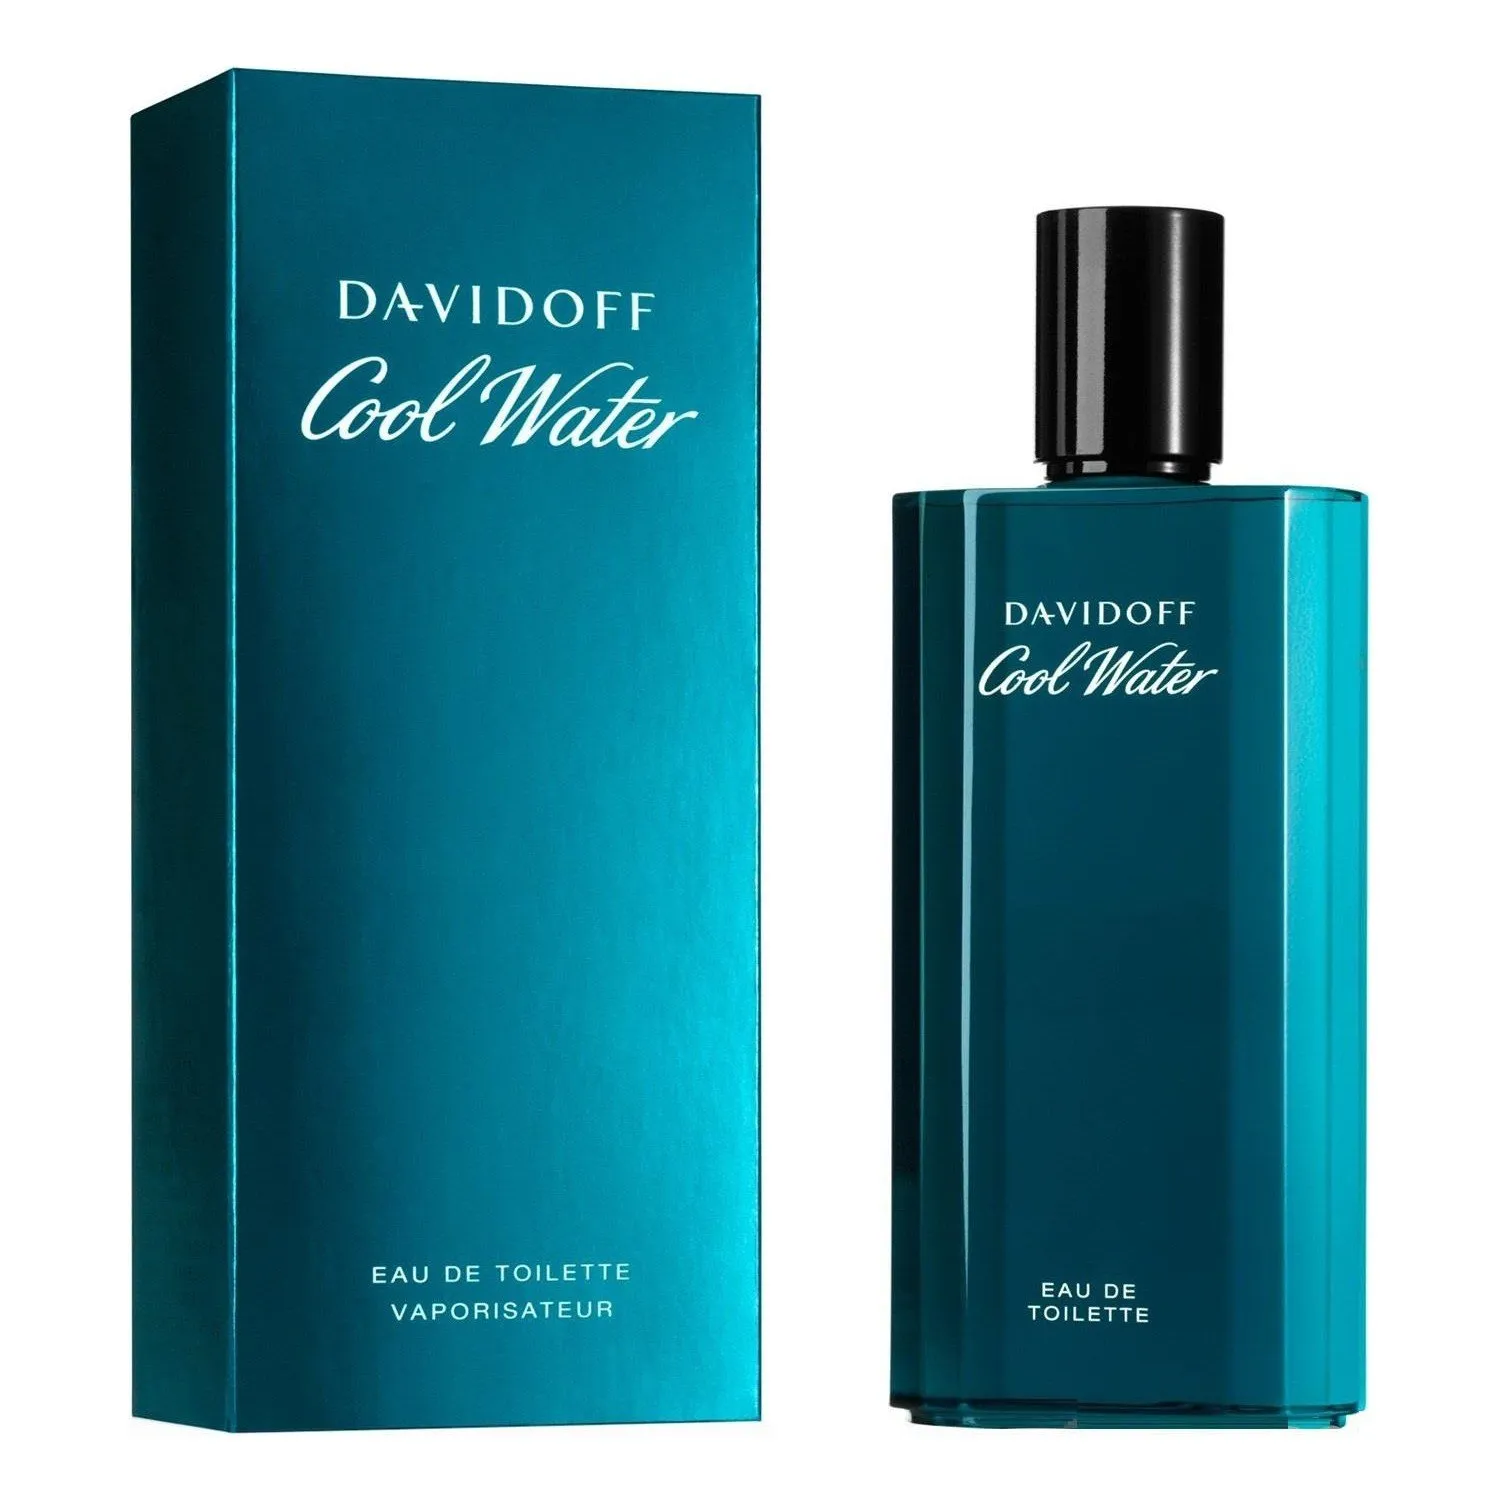 DAVIDOFF
Cool Water
EAU DE TOILETTE
VAPORISATEUR
DAVIDOFF
Cool Water
EAU DE
TOILETTE